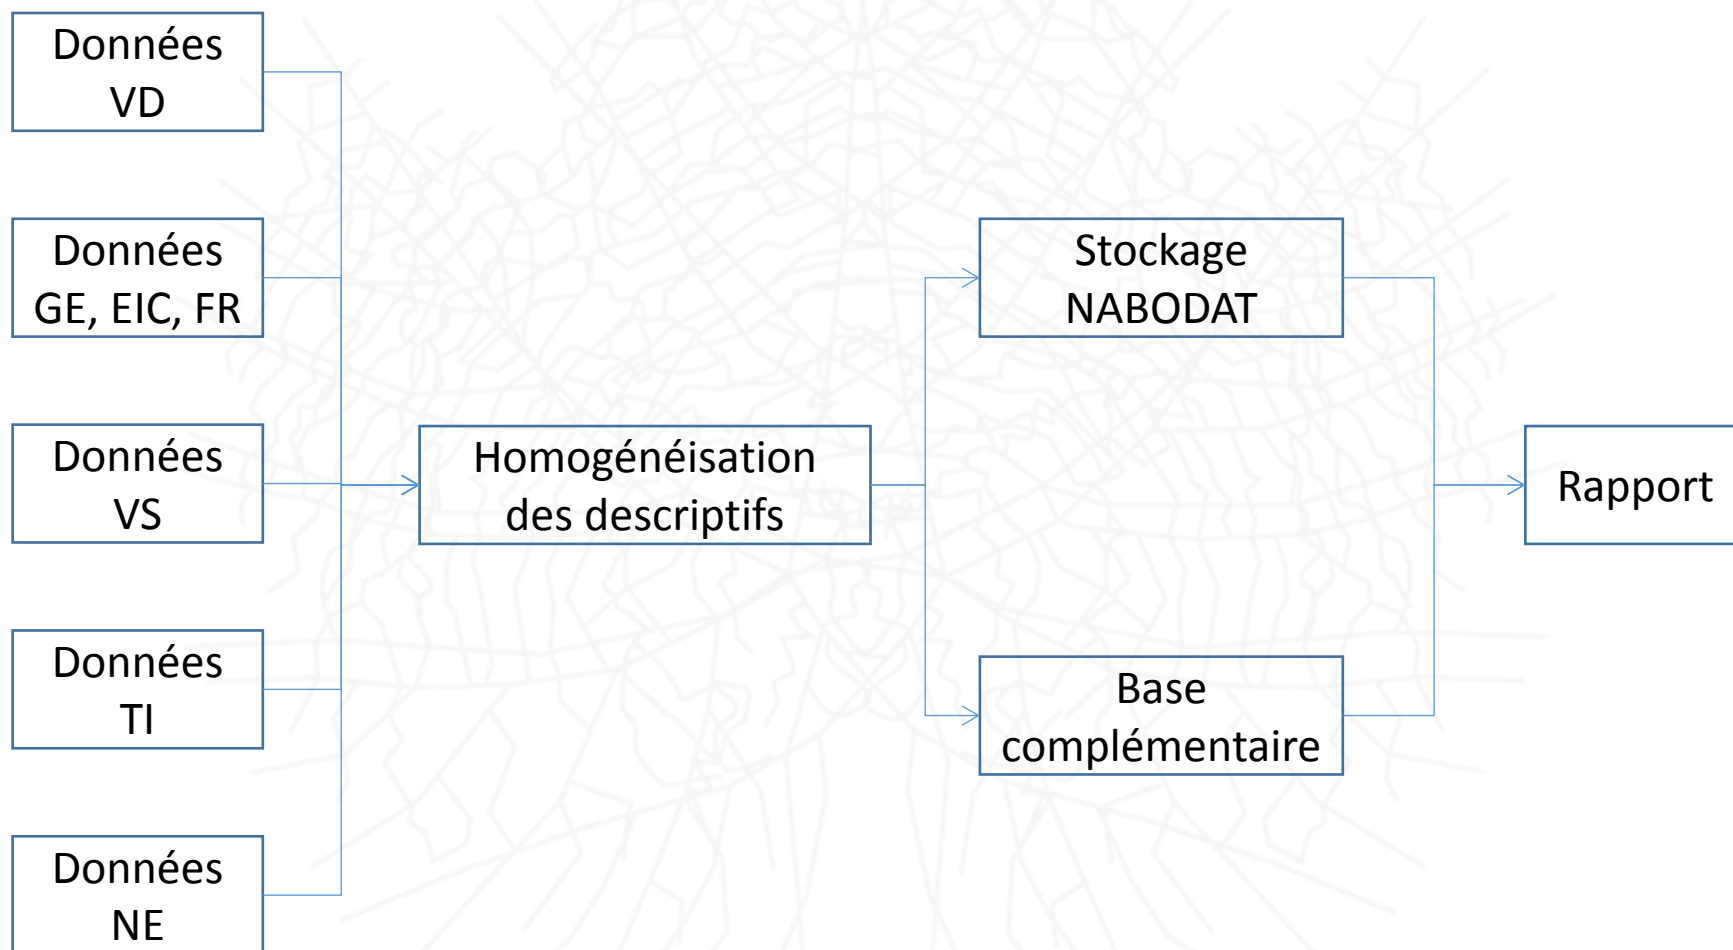 Données
VD
Données
GE, EIC, FR
Données
VS
Données
TI
Données
NE
Homogénéisation
des descriptifs
Stockage
NABODAT
Base
complémentaire
Rapport